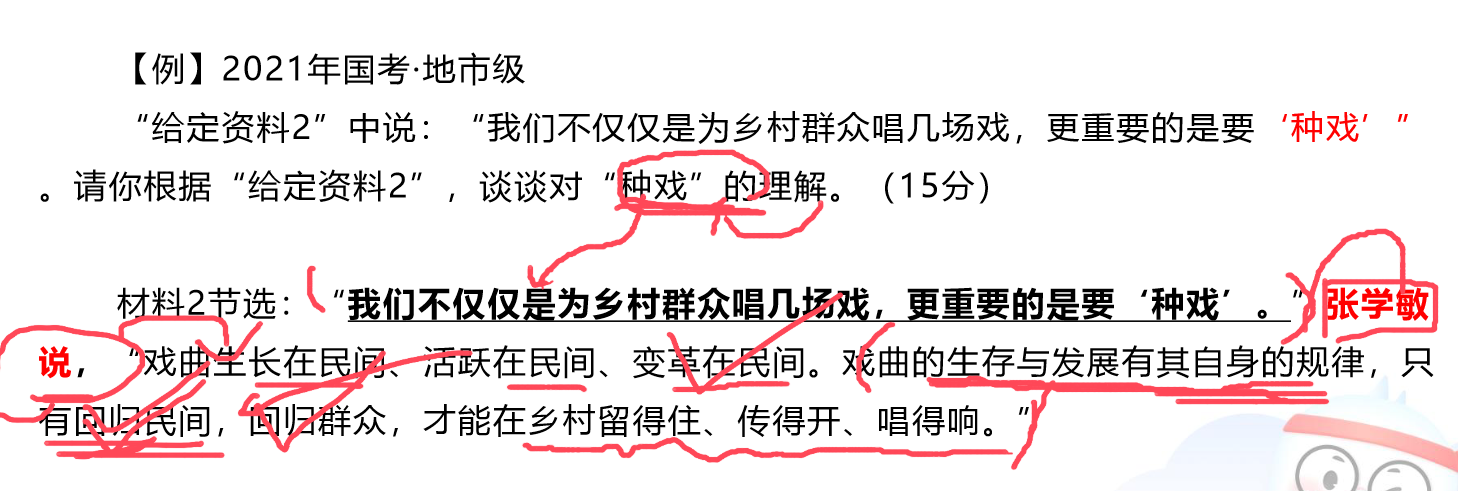 【例】2021年国考·地市级
“给定资料2”中说：“我们不仅仅是为乡村群众唱几场戏，更重要的是要‘种戏’”
。请你根据“给定资料2”，谈谈对“种戏”的理解。（15分）
材料2节选：“我们不仅仅是为乡村群众唱几场戏，更重要的是要‘种戏’。”张学敏
说，“戏曲生长在民间、活跃在民间、变革在民间。戏曲的生存与发展有其自身的规律，只
有回归民间，回归群众，才能在乡村留得住、传得开、唱得响。”